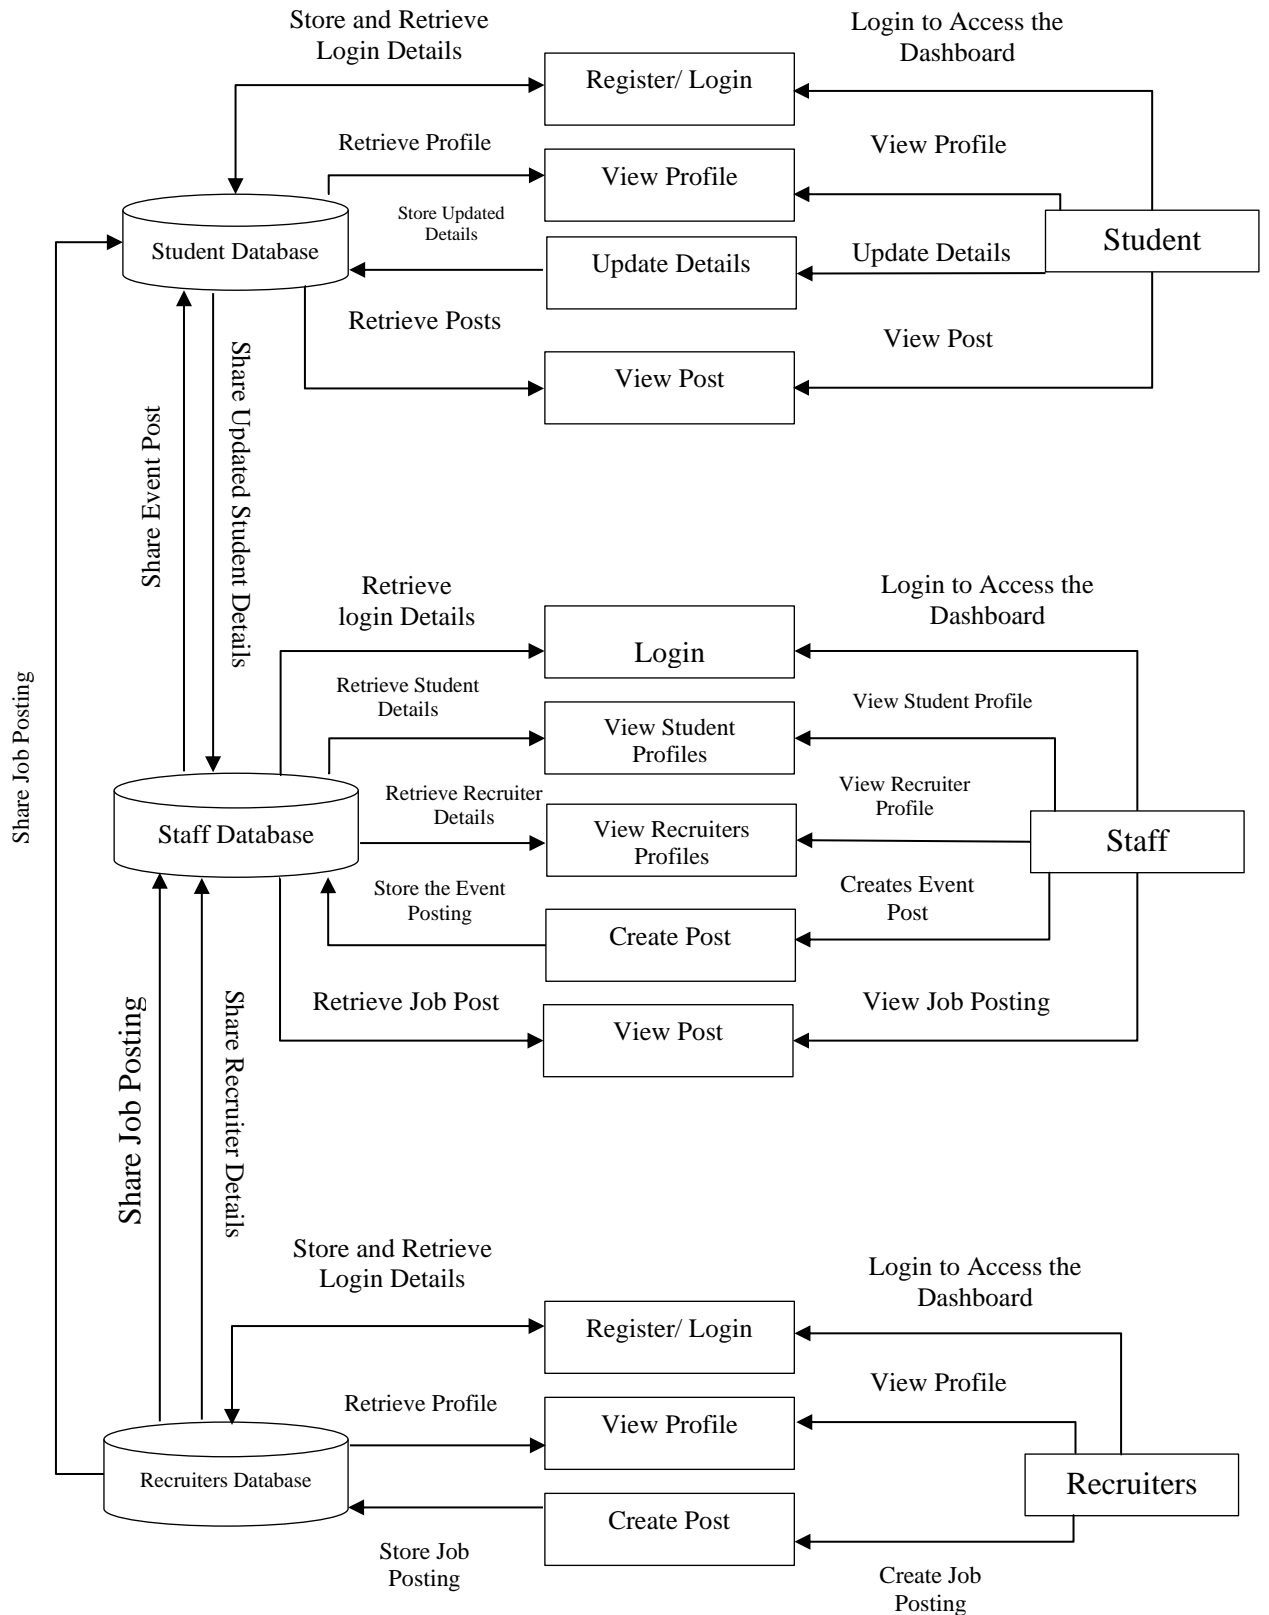 Store and Retrieve
Login Details
Login to Access the
Dashboard
Register/ Login
Retrieve Profile
View Profile
View Profile
Store Updated
Details
Student Database
Update Details
Update Details
Student
Retrieve Posts
View Post
View Post
Share Event Post
Share Updated Student Details
Share Job Posting
Retrieve
login Details
Login to Access the
Dashboard
Login
Retrieve Student
Details
View Student
Profiles
View Student Profile
Retrieve Recruiter
Details
View Recruiter
Profile
Staff Database
View Recruiters
Profiles
Staff
Store the Event
Posting
Creates Event
Post
Create Post
Retrieve Job Post
View Job Posting
View Post
Share Job Posting
Share Recruiter Details
Store and Retrieve
Login Details
Login to Access the
Dashboard
Register/ Login
Retrieve Profile
View Profile
View Profile
Recruiters Database
Recruiters
Create Post
Store Job
Posting
Create Job
Posting